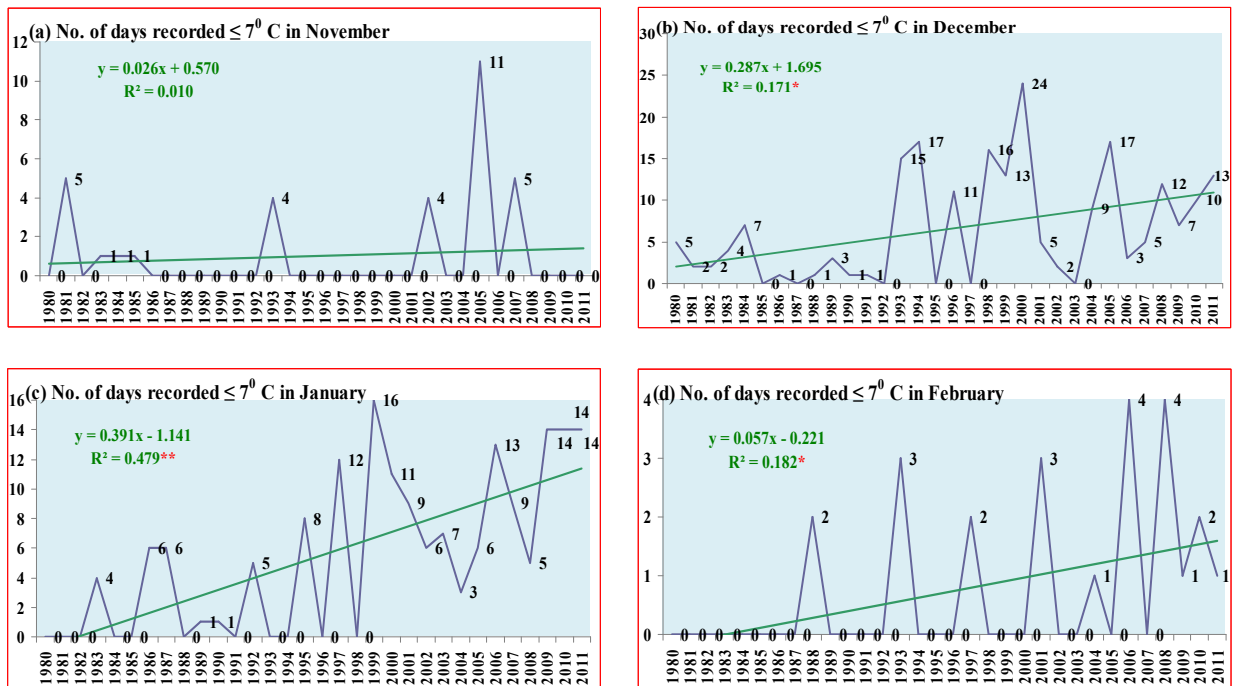 (a) No. of days recorded ≤ 7⁰ C in November
12
10
8
6
4
2
0
y = 0.026x + 0.570
R² = 0.010
0 5 0 1 1 1 0 0 0 0 0 0 0 4 0 0 0 0 0 0 0 0 4 0 0 11 0 5 0 0 0 0
1980 1981 1982 1983 1984 1985 1986 1987 1988 1989 1990 1991 1992 1993 1994 1995 1996 1997 1998 1999 2000 2001 2002 2003 2004 2005 2006 2007 2008 2009 2010 2011
(b) No. of days recorded ≤ 7⁰ C in December
30
25
20
15
10
5
0
y = 0.287x + 1.695
R² = 0.171*
5 2 2 4 7 0 1 0 1 3 1 1 0 15 17 0 11 0 16 13 24 5 2 0 9 17 3 5 12 7 10 13
1980 1981 1982 1983 1984 1985 1986 1987 1988 1989 1990 1991 1992 1993 1994 1995 1996 1997 1998 1999 2000 2001 2002 2003 2004 2005 2006 2007 2008 2009 2010 2011
(c) No. of days recorded ≤ 7⁰ C in January
16
14
12
10
8
6
4
2
0
y = 0.391x - 1.141
R² = 0.479**
0 0 0 4 0 0 6 6 0 1 1 0 5 0 0 8 0 12 0 16 11 9 6 7 3 6 13 9 5 14 14 14
1980 1981 1982 1983 1984 1985 1986 1987 1988 1989 1990 1991 1992 1993 1994 1995 1996 1997 1998 1999 2000 2001 2002 2003 2004 2005 2006 2007 2008 2009 2010 2011
(d) No. of days recorded ≤ 7⁰ C in February
4
3
2
1
0
y = 0.057x - 0.221
R² = 0.182*
0 0 0 0 0 0 0 0 2 0 0 0 0 3 0 0 0 2 0 0 0 3 0 0 1 0 4 0 4 1 2 1
1980 1981 1982 1983 1984 1985 1986 1987 1988 1989 1990 1991 1992 1993 1994 1995 1996 1997 1998 1999 2000 2001 2002 2003 2004 2005 2006 2007 2008 2009 2010 2011